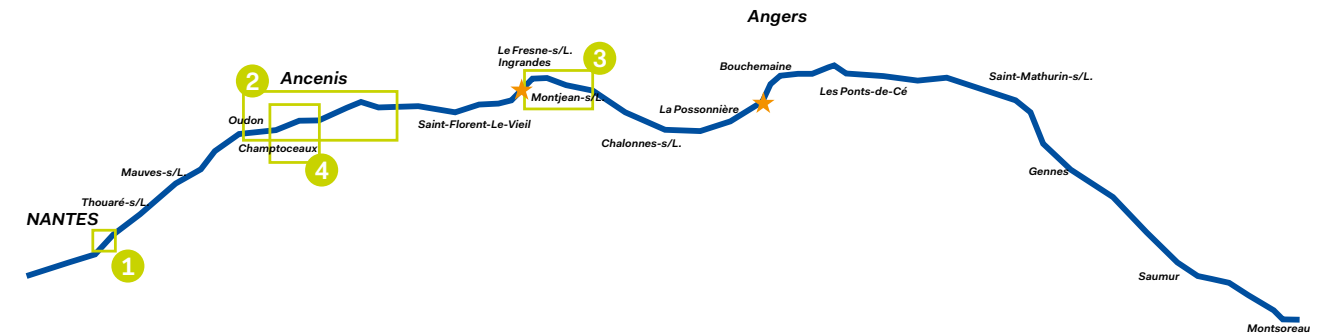 Angers
Le Fresne-s/L.
Ingrandes
3
2
Ancenis
Bouchemaine
Saint-Mathurin-s/L.
Les Ponts-de-Cé
Montjean-s/L.
La Possonnière
Oudon
Saint-Florent-Le-Vieil
Chalonnes-s/L.
Champtoceaux
4
Mauves-s/L.
Gennes
Thouaré-s/L.
NANTES
1
Saumur
Montsoreau